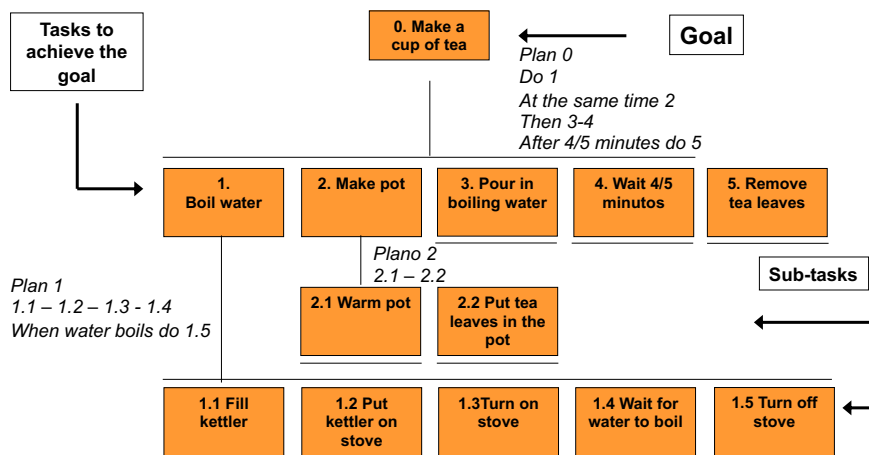 Tasks to
achieve the
goal
0. Make a
cup of tea
Goal
Plan 0
Do 1
At the same time 2
Then 3-4
After 4/5 minutes do 5
1.
Boil water
2. Make pot
3. Pour in
boiling water
4. Wait 4/5
minutos
5. Remove
tea leaves
Plano 2
2.1 – 2.2
Sub-tasks
Plan 1
1.1 – 1.2 – 1.3 - 1.4
When water boils do 1.5
2.1 Warm pot
2.2 Put tea
leaves in the
pot
1.1 Fill
kettler
1.2 Put
kettler on
stove
1.3Turn on
stove
1.4 Wait for
water to boil
1.5 Turn off
stove